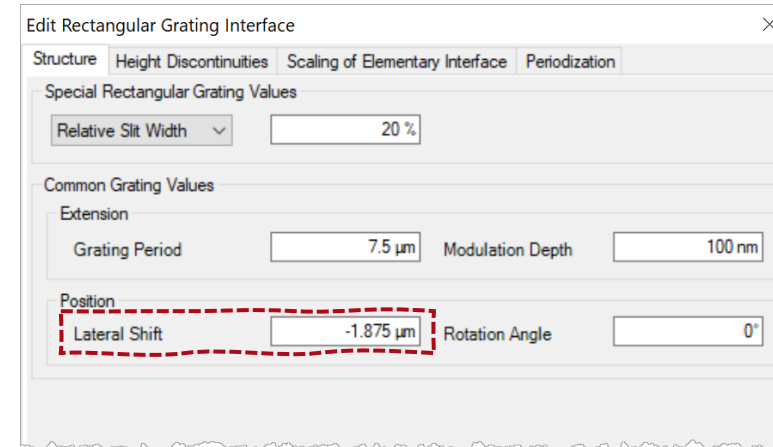 Edit Rectangular Grating Interface
Structure Height Discontinuities Scaling of Elementary Interface Periodization
Special Rectangular Grating Values
Relative Slit Width 20 %
Common Grating Values
Extension
Grating Period 7.5 µm Modulation Depth 100 nm
Position
Lateral Shift -1.875 µm Rotation Angle 0°